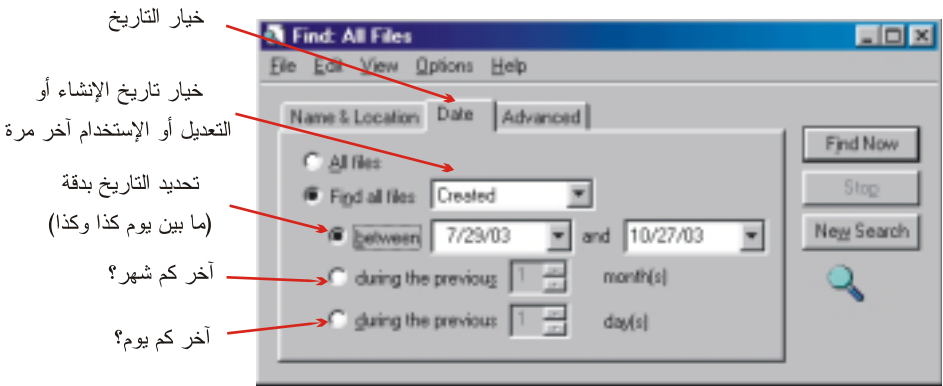 خيار التاريخ
خيار تاريخ الإنشاء أو
التعديل أو الإستخدام آخر مرة
تحديد التاريخ بدقة
(ما بين يوم كذا وكذا)
آخر كم شهر؟
آخر كم يوم؟
Find: All Files
File Edit View Options Help
Name & Location Date Advanced
All files
Find all files Created
between 7/29/03 and 10/27/03
during the previous 1 month(s)
during the previous 1 day(s)
Find Now
Stop
New Search